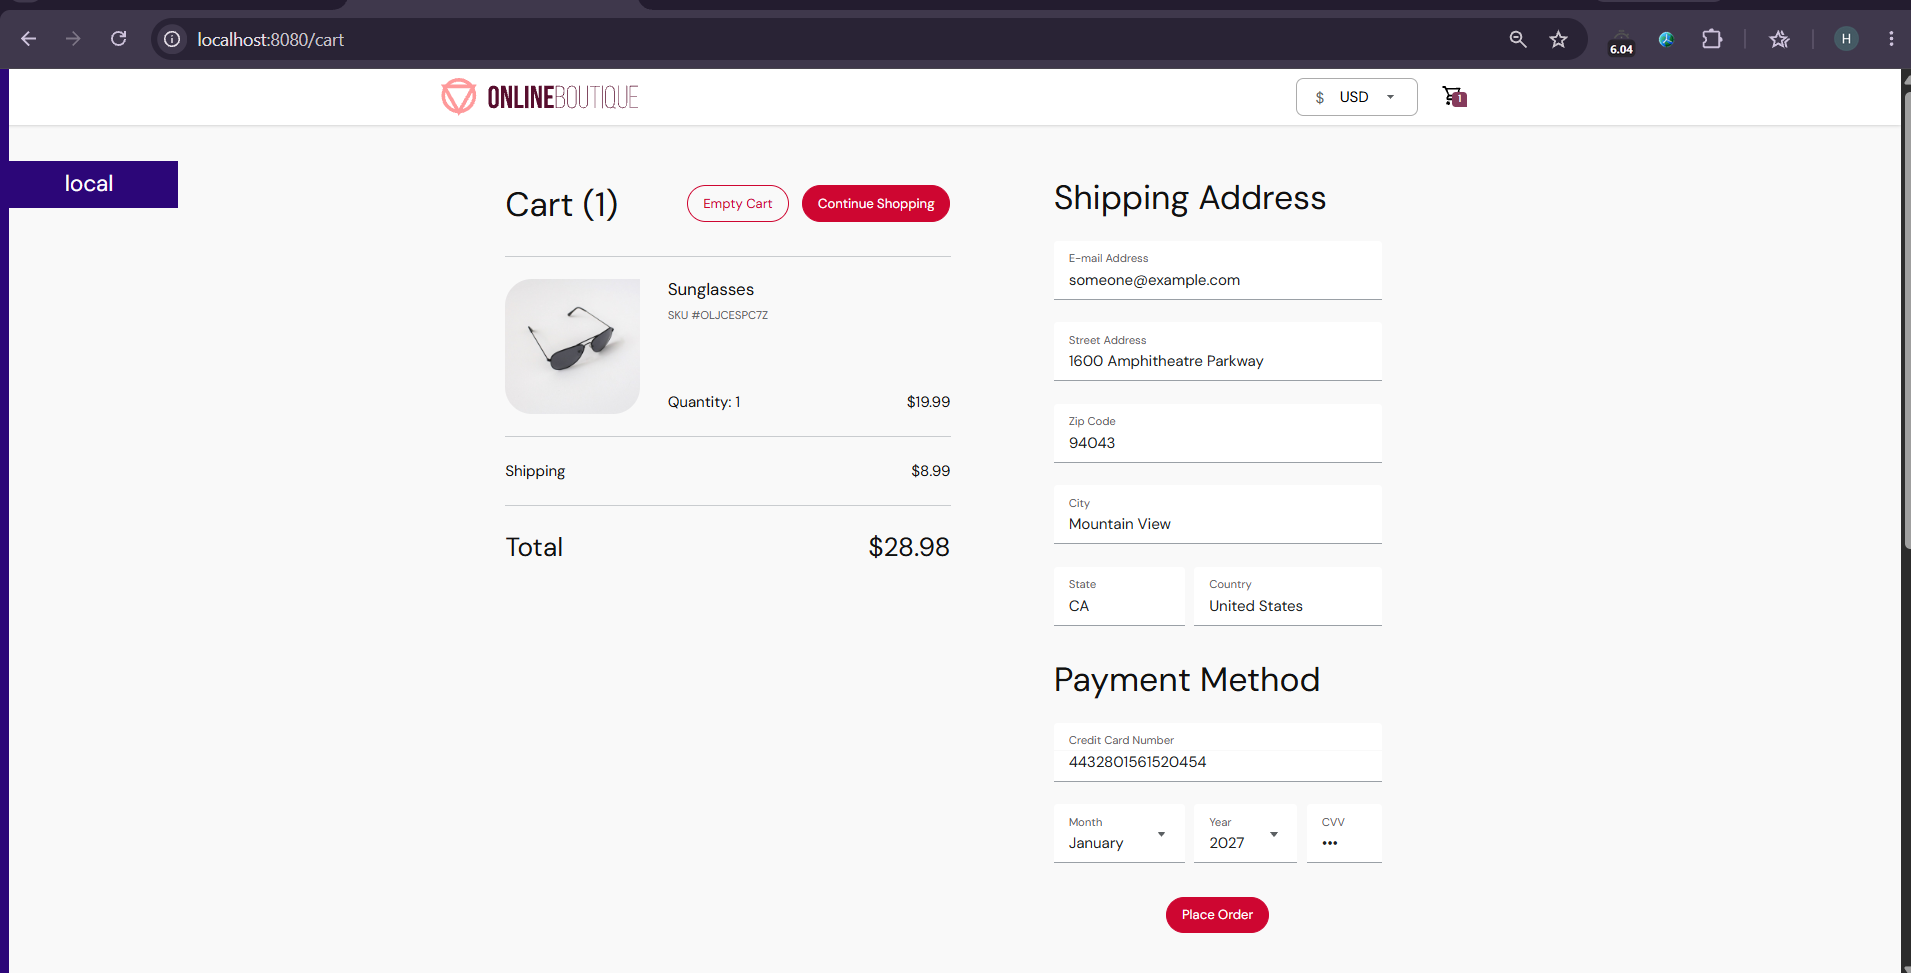 localhost:8080/cart
6.04
H
ONLINEBOUTIQUE
$ USD
1
local
Cart (1)
Empty Cart
Continue Shopping
Sunglasses
SKU #OLJCESPC7Z
Quantity: 1
$19.99
Shipping
$8.99
Total
$28.98
Shipping Address
E-mail Address
someone@example.com
Street Address
1600 Amphitheatre Parkway
Zip Code
94043
City
Mountain View
State
CA
Country
United States
Payment Method
Credit Card Number
4432801561520454
Month
January
Year
2027
CVV
•••
Place Order